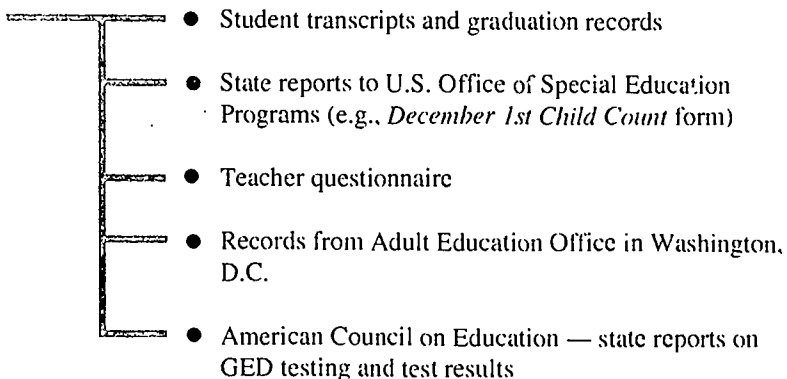 ● Student transcripts and graduation records
● State reports to U.S. Office of Special Education
Programs (e.g., December 1st Child Count form)
● Teacher questionnaire
● Records from Adult Education Office in Washington,
D.C.
● American Council on Education — state reports on
GED testing and test results